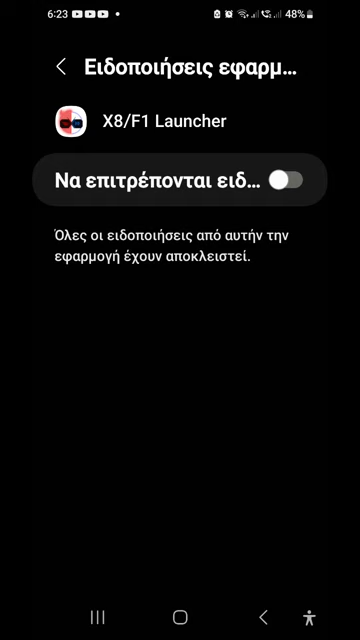 6:23 48%
Ειδοποιήσεις εφαρμ...
X8/F1 Launcher
Να επιτρέπονται ειδ...
Όλες οι ειδοποιήσεις από αυτήν την
εφαρμογή έχουν αποκλειστεί.